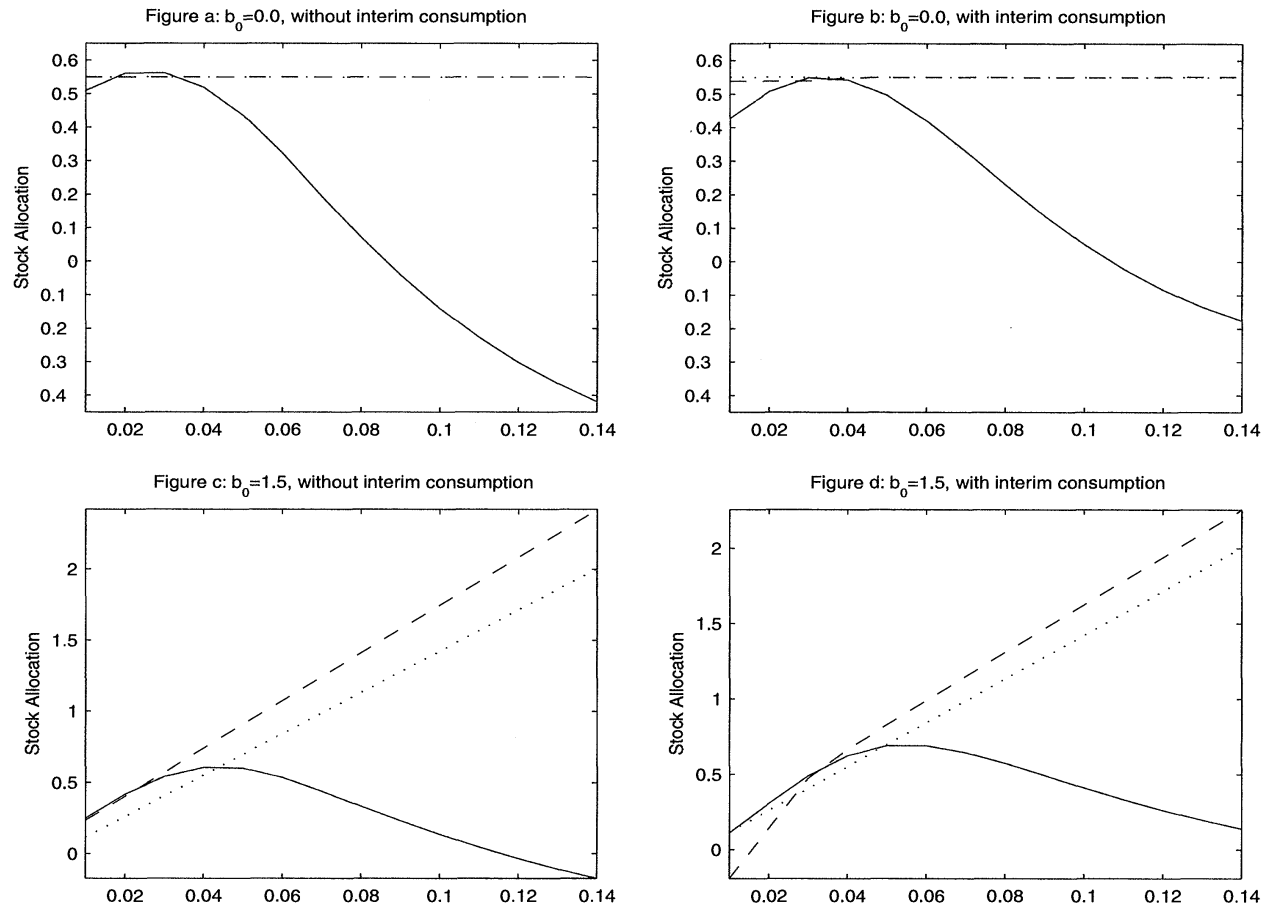 Figure a: b0=0.0, without interim consumption
0.6
0.5
0.4
0.3
0.2
0.1
0
0.1
0.2
0.3
0.4
Stock Allocation
0.02 0.04 0.06 0.08 0.1 0.12 0.14
Figure b: b0=0.0, with interim consumption
0.6
0.5
0.4
0.3
0.2
0.1
0
0.1
0.2
0.3
0.4
Stock Allocation
0.02 0.04 0.06 0.08 0.1 0.12 0.14
Figure c: b0=1.5, without interim consumption
2
1.5
1
0.5
0
Stock Allocation
0.02 0.04 0.06 0.08 0.1 0.12 0.14
Figure d: b0=1.5, with interim consumption
2
1.5
1
0.5
0
Stock Allocation
0.02 0.04 0.06 0.08 0.1 0.12 0.14